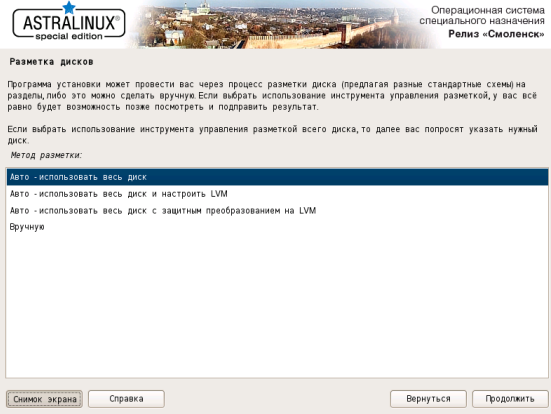 ASTRALINUX®
special edition
Операционная система
специального назначения
Релиз «Смоленск»
Разметка дисков
Программа установки может провести вас через процесс разметки диска (предлагая разные стандартные схемы) на
разделы, либо это можно сделать вручную. Если выбрать использование инструмента управления разметкой, у вас всё
равно будет возможность позже посмотреть и подправить результат.
Если выбрать использование инструмента управления разметкой всего диска, то далее вас попросят указать нужный
диск.
Метод разметки:
Авто - использовать весь диск
Авто - использовать весь диск и настроить LVM
Авто - использовать весь диск с защитным преобразованием на LVM
Вручную
Снимок экрана
Справка
Вернуться
Продолжить